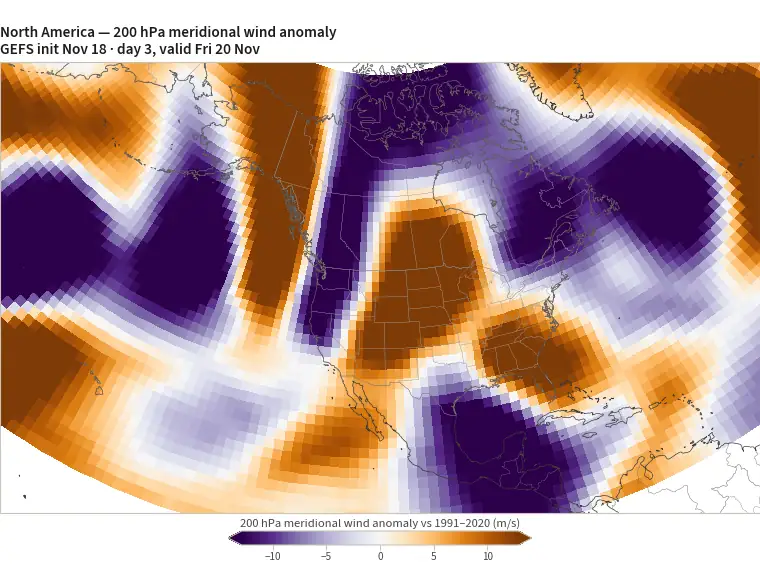 North America — 200 hPa meridional wind anomaly
GEFS init Nov 18 · day 3, valid Fri 20 Nov
200 hPa meridional wind anomaly vs 1991–2020 (m/s)
−10 −5 0 5 10